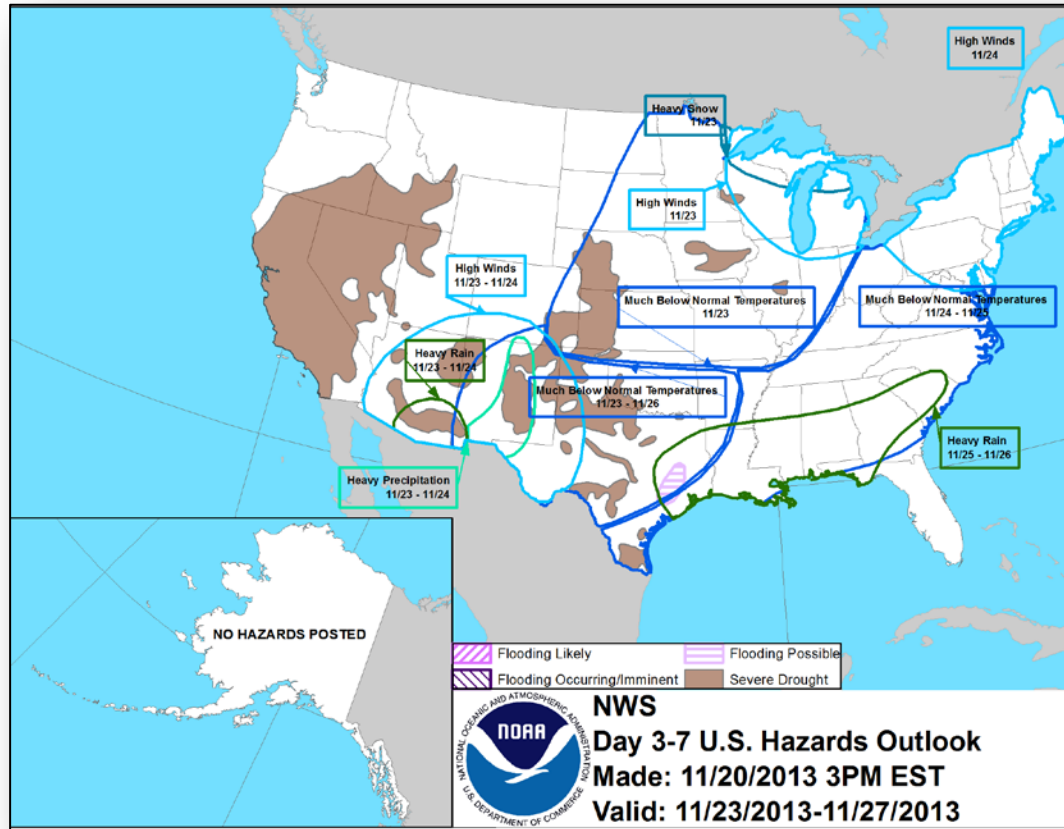 High Winds
11/24
Heavy Snow
11/23
High Winds
11/23
High Winds
11/23 - 11/24
Much Below Normal Temperatures
11/23
Much Below Normal Temperatures
11/24 - 11/25
Heavy Rain
11/23 - 11/24
Much Below Normal Temperatures
11/23 - 11/26
Heavy Rain
11/25 - 11/26
Heavy Precipitation
11/23 - 11/24
NO HAZARDS POSTED
Flooding Likely
Flooding Possible
Flooding Occurring/Imminent
Severe Drought
NATIONAL OCEANIC AND ATMOSPHERIC ADMINISTRATION
NOAA
U.S. DEPARTMENT OF COMMERCE
NWS
Day 3-7 U.S. Hazards Outlook
Made: 11/20/2013 3PM EST
Valid: 11/23/2013-11/27/2013